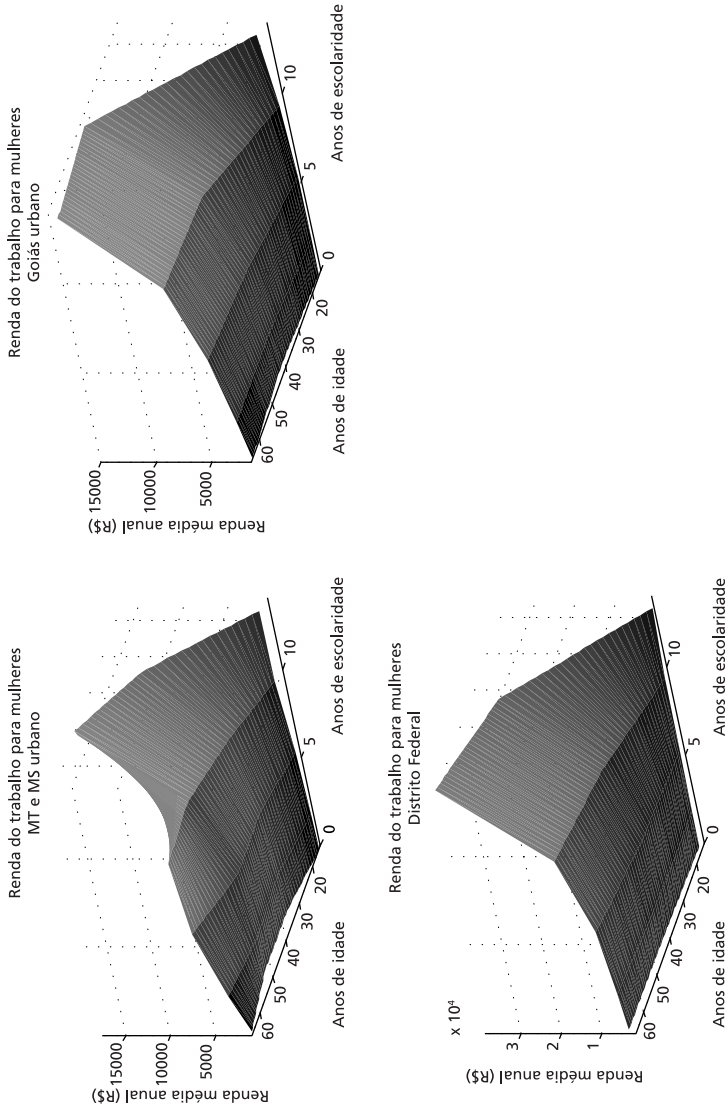 Renda do trabalho para mulheres
MT e MS urbano
Renda média anual (R$)
15000
10000
5000
60
50
40
30
20
Anos de idade
0
5
10
Anos de escolaridade
Renda do trabalho para mulheres
Goiás urbano
Renda média anual (R$)
15000
10000
5000
60
50
40
30
20
Anos de idade
0
5
10
Anos de escolaridade
Renda do trabalho para mulheres
Distrito Federal
x 10⁴
Renda média anual (R$)
3
2
1
60
50
40
30
20
Anos de idade
0
5
10
Anos de escolaridade